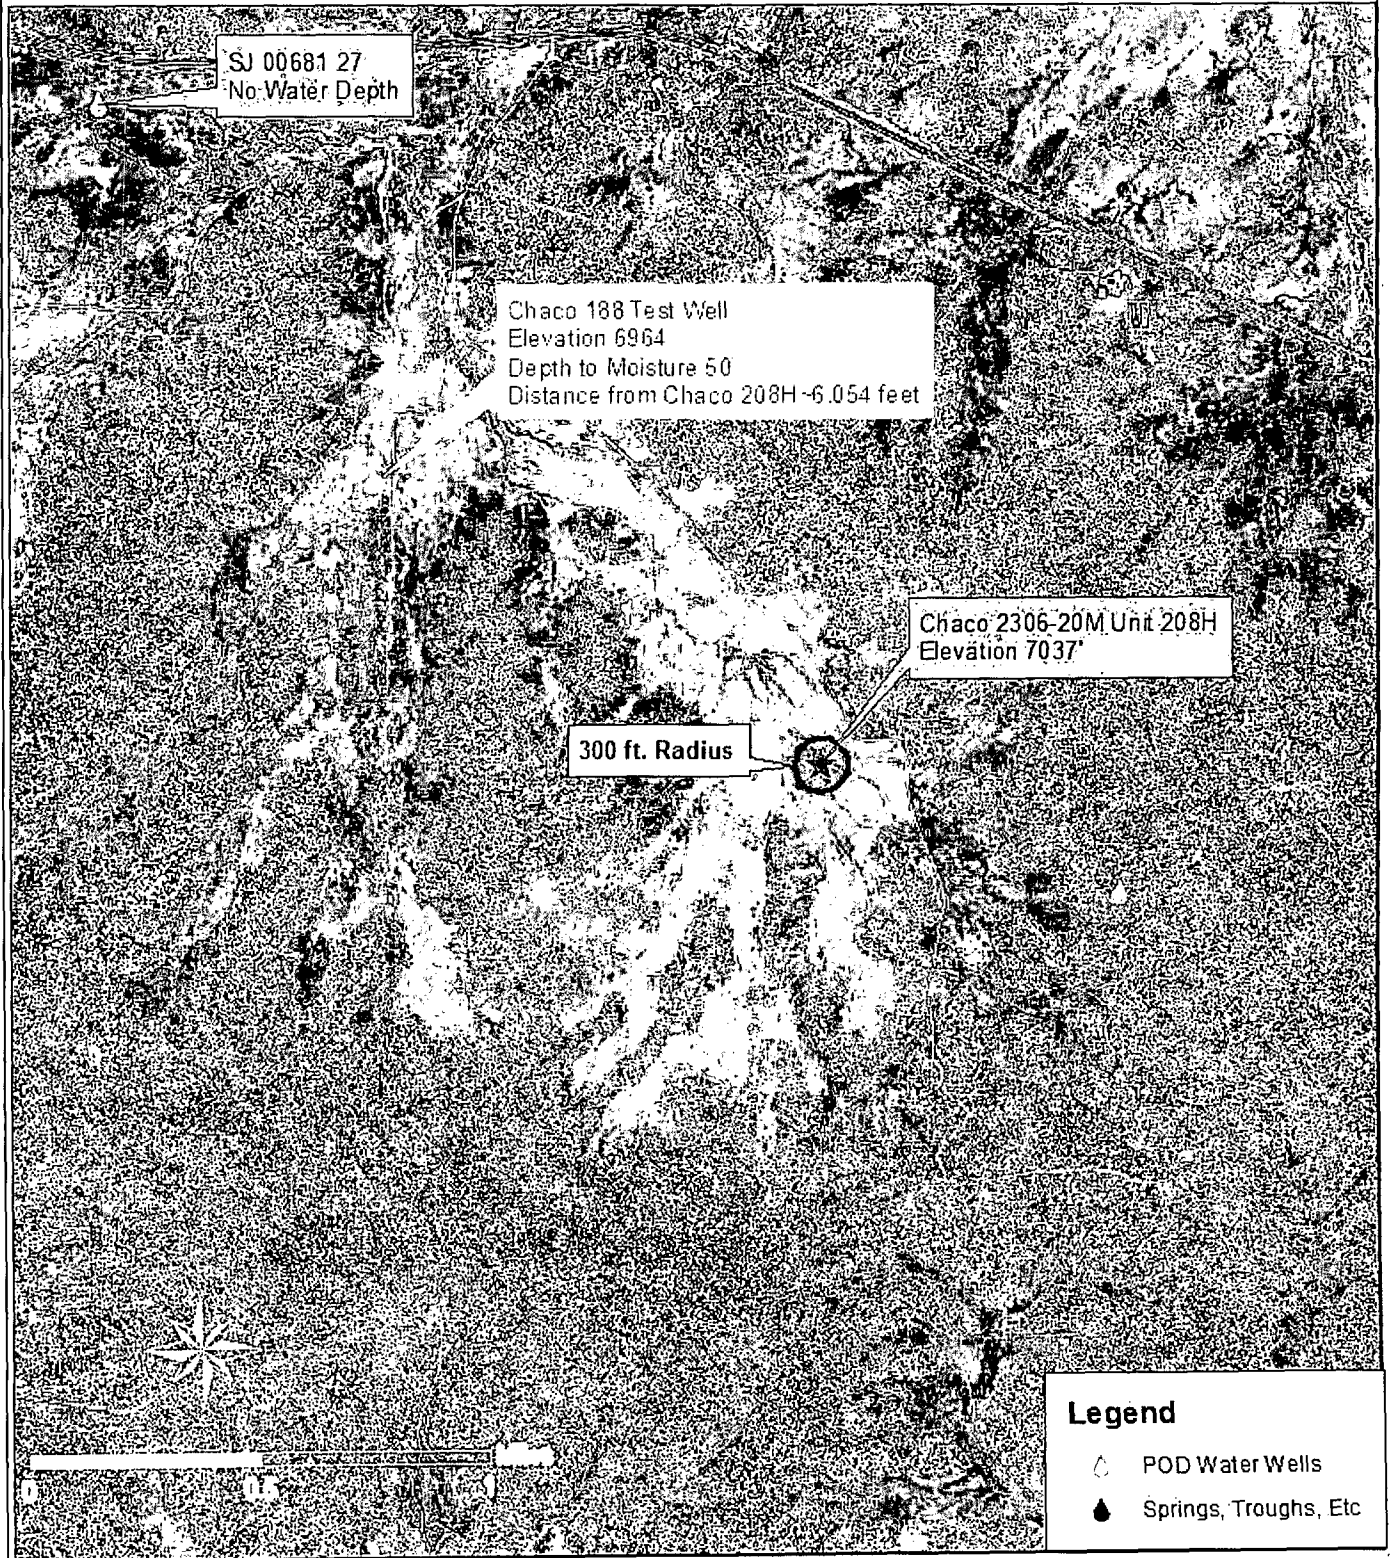 SJ 00681 27
No Water Depth
Chaco 188 Test Well
Elevation 6964
Depth to Moisture 50'
Distance from Chaco 208H ~6.054 feet
Chaco 2306-20M Unit 208H
Elevation 7037'
300 ft. Radius
0
1
Legend
POD Water Wells
Springs, Troughs, Etc